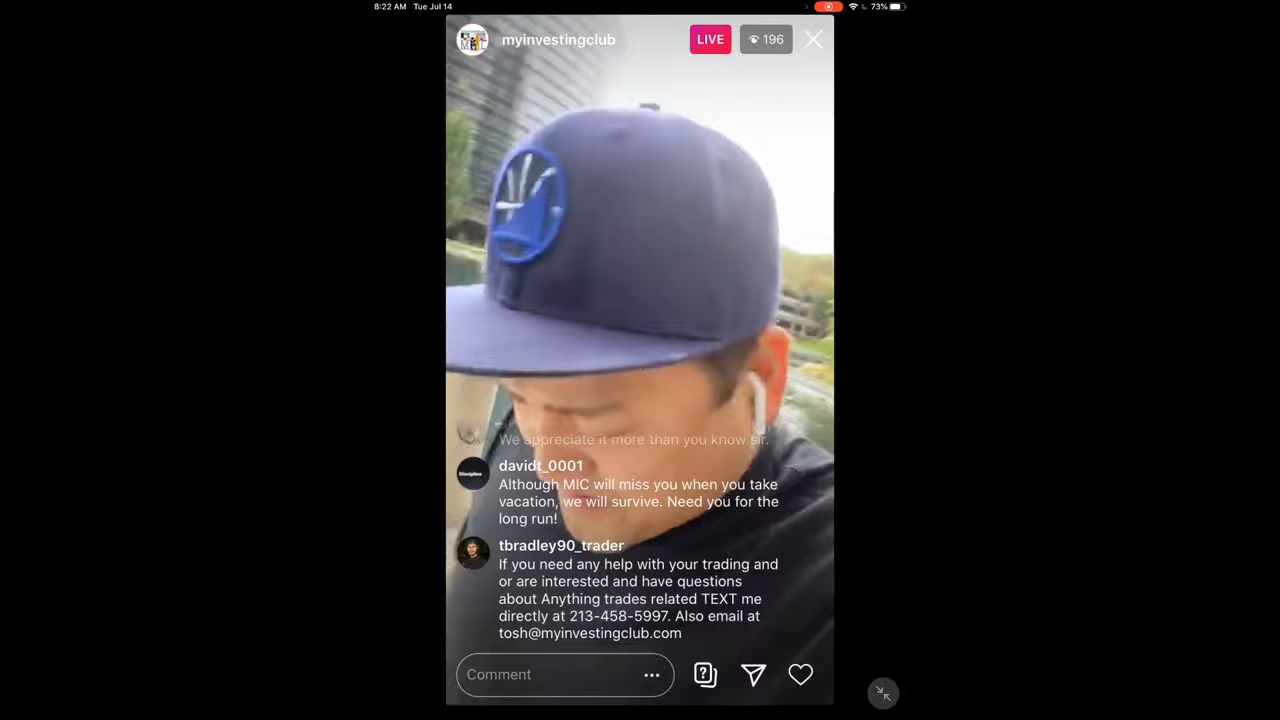 8:22 AM Tue Jul 14
73%
myinvestingclub
LIVE
196
We appreciate it more than you know sir.
davidt_0001
Although MIC will miss you when you take
vacation, we will survive. Need you for the
long run!
tbradley90_trader
If you need any help with your trading and
or are interested and have questions
about Anything trades related TEXT me
directly at 213-458-5997. Also email at
tosh@myinvestingclub.com
Comment